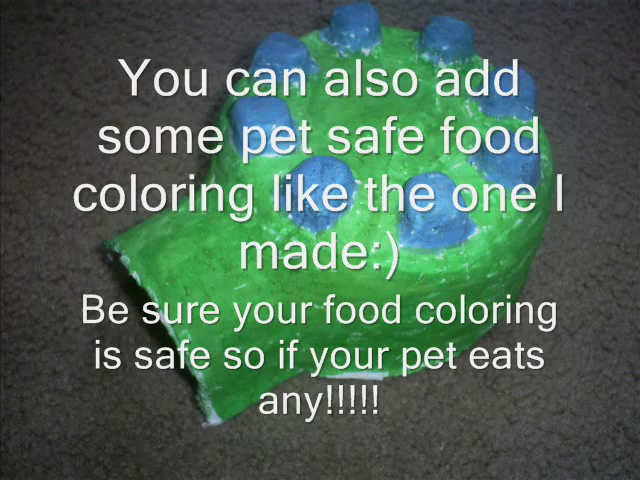 You can also add
some pet safe food
coloring like the one I
made:)
Be sure your food coloring
is safe so if your pet eats
any!!!!!